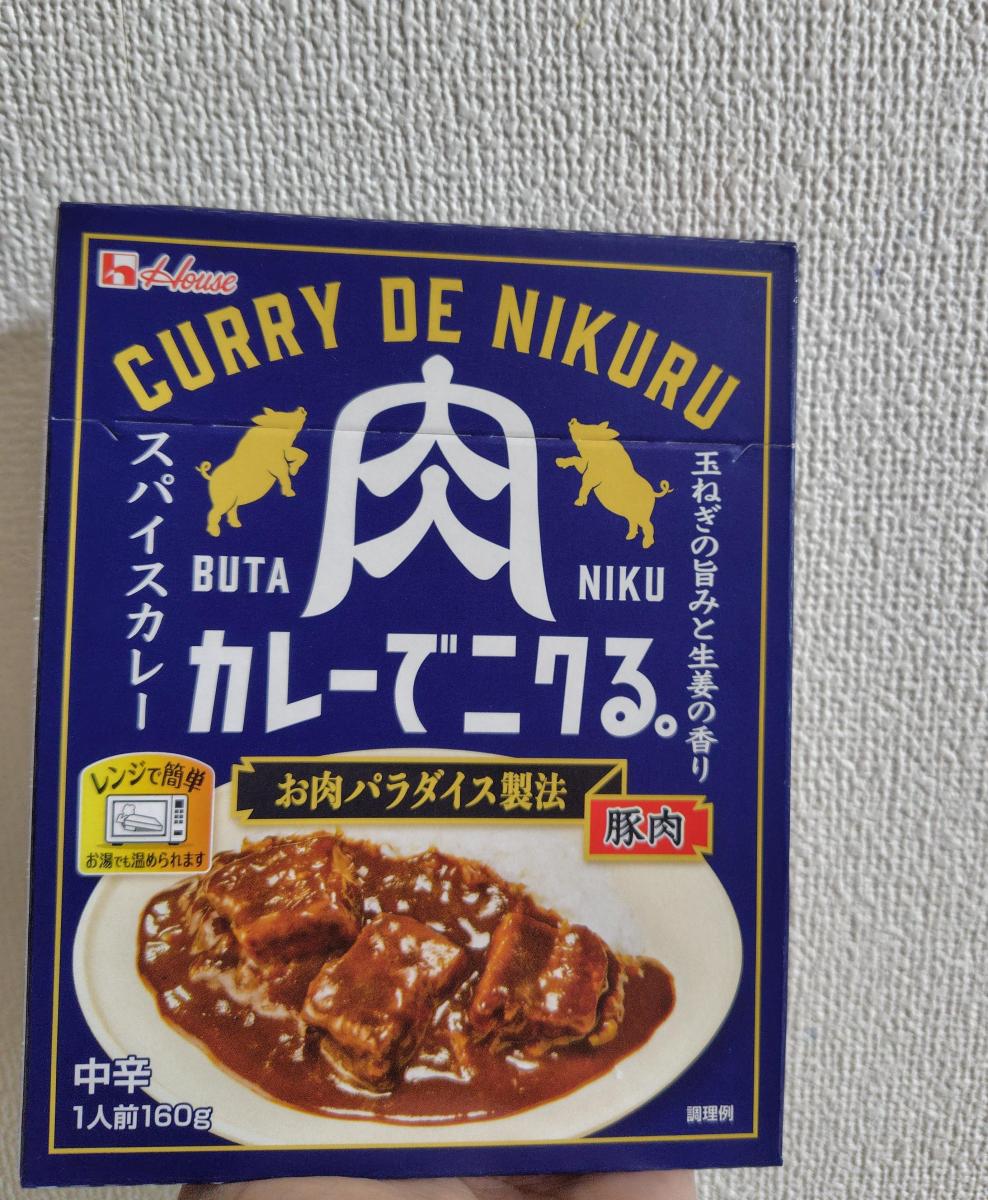 House
CURRY DE NIKURU
肉
BUTA
NIKU
スパイスカレー
玉ねぎの旨みと生姜の香り
カレーでニクる。
レンジで簡単
お湯でも温められます
お肉パラダイス製法
豚肉
中辛
1人前160g
調理例